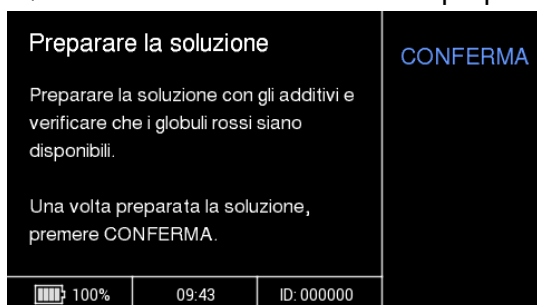 Preparare la soluzione
CONFERMA
Preparare la soluzione con gli additivi e
verificare che i globuli rossi siano
disponibili.
Una volta preparata la soluzione,
premere CONFERMA.
100%
09:43
ID: 000000